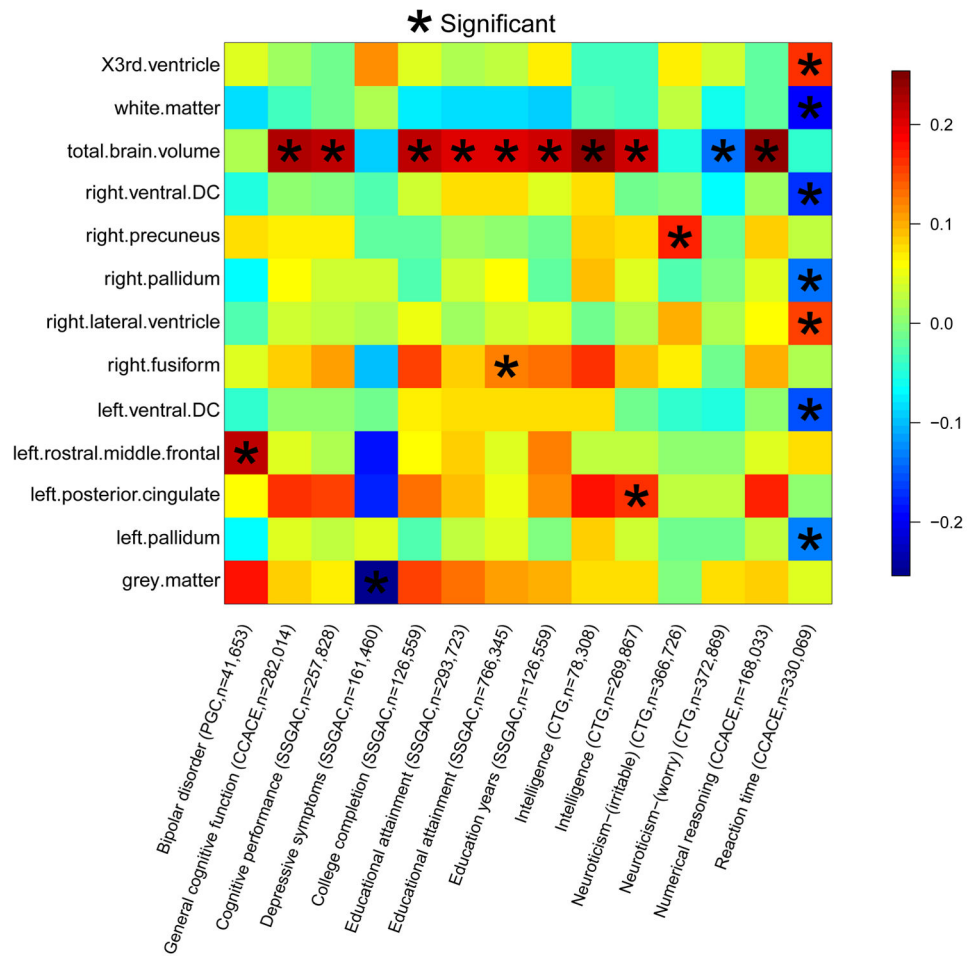 * Significant
X3rd.ventricle
white.matter
total.brain.volume
right.ventral.DC
right.precuneus
right.pallidum
right.lateral.ventricle
right.fusiform
left.ventral.DC
left.rostral.middle.frontal
left.posterior.cingulate
left.pallidum
grey.matter
0.2
0.1
0.0
−0.1
−0.2
Bipolar disorder (PGC,n=41,653)
General cognitive function (CCACE,n=282,014)
Cognitive performance (SSGAC,n=257,828)
Depressive symptoms (SSGAC,n=161,460)
College completion (SSGAC,n=126,559)
Educational attainment (SSGAC,n=293,723)
Educational attainment (SSGAC,n=766,345)
Education years (SSGAC,n=126,559)
Intelligence (CTG,n=78,308)
Intelligence (CTG,n=269,867)
Neuroticism−(irritable) (CTG,n=366,726)
Neuroticism−(worry) (CTG,n=372,869)
Numerical reasoning (CCACE,n=168,033)
Reaction time (CCACE,n=330,069)